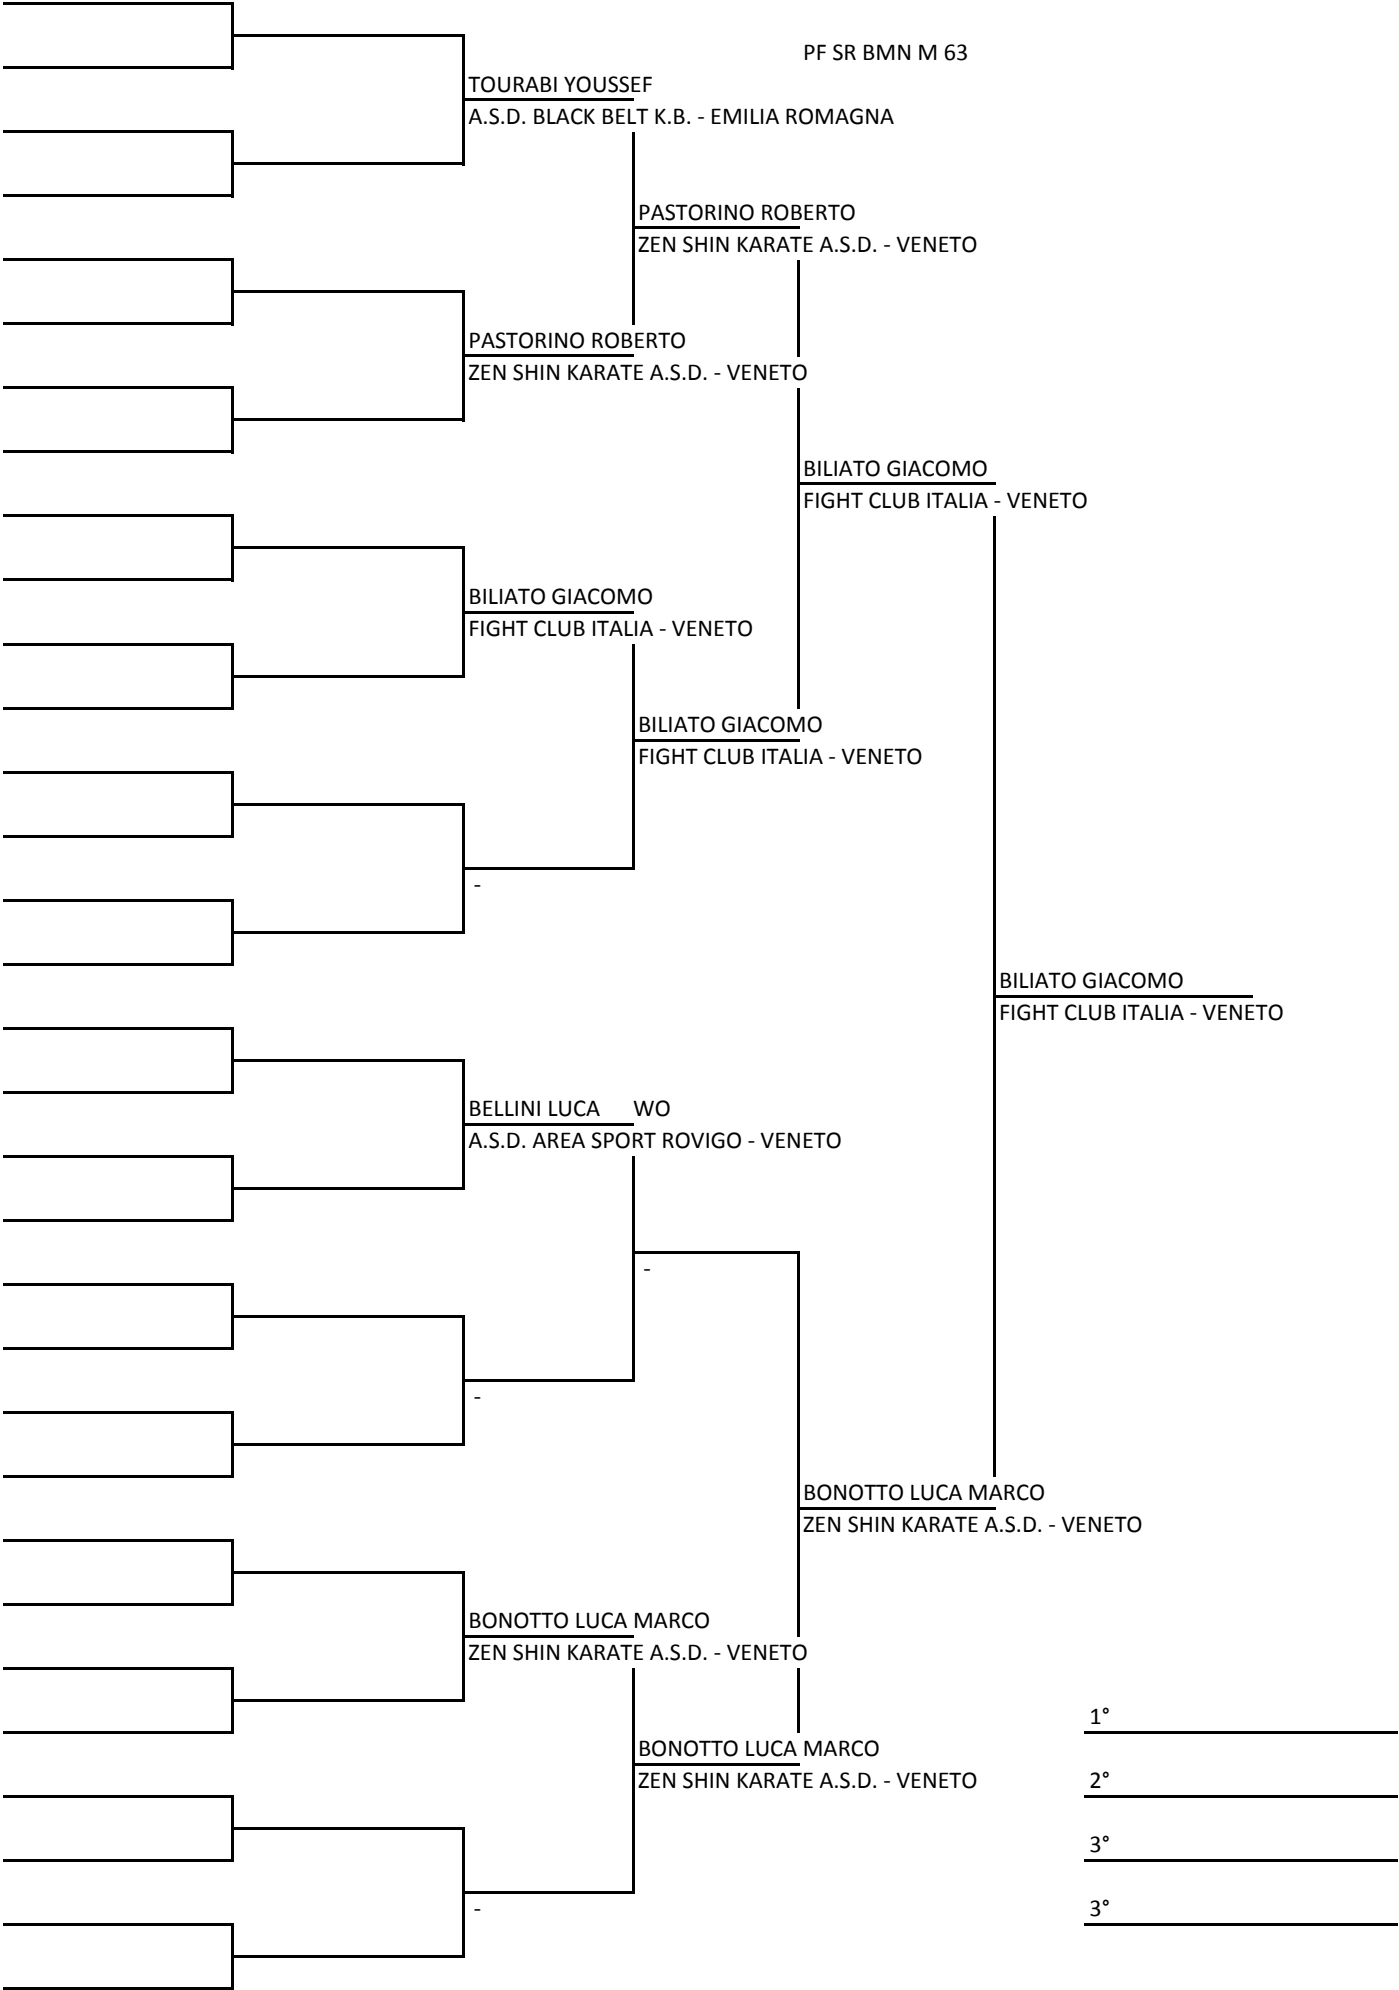 PF SR BMN M 63
TOURABI YOUSSEF
A.S.D. BLACK BELT K.B. - EMILIA ROMAGNA
PASTORINO ROBERTO
ZEN SHIN KARATE A.S.D. - VENETO
PASTORINO ROBERTO
ZEN SHIN KARATE A.S.D. - VENETO
BILIATO GIACOMO
FIGHT CLUB ITALIA - VENETO
BILIATO GIACOMO
FIGHT CLUB ITALIA - VENETO
BILIATO GIACOMO
FIGHT CLUB ITALIA - VENETO
-
BILIATO GIACOMO
FIGHT CLUB ITALIA - VENETO
BELLINI LUCA WO
A.S.D. AREA SPORT ROVIGO - VENETO
-
-
BONOTTO LUCA MARCO
ZEN SHIN KARATE A.S.D. - VENETO
BONOTTO LUCA MARCO
ZEN SHIN KARATE A.S.D. - VENETO
1°
BONOTTO LUCA MARCO
ZEN SHIN KARATE A.S.D. - VENETO
2°
3°
-
3°